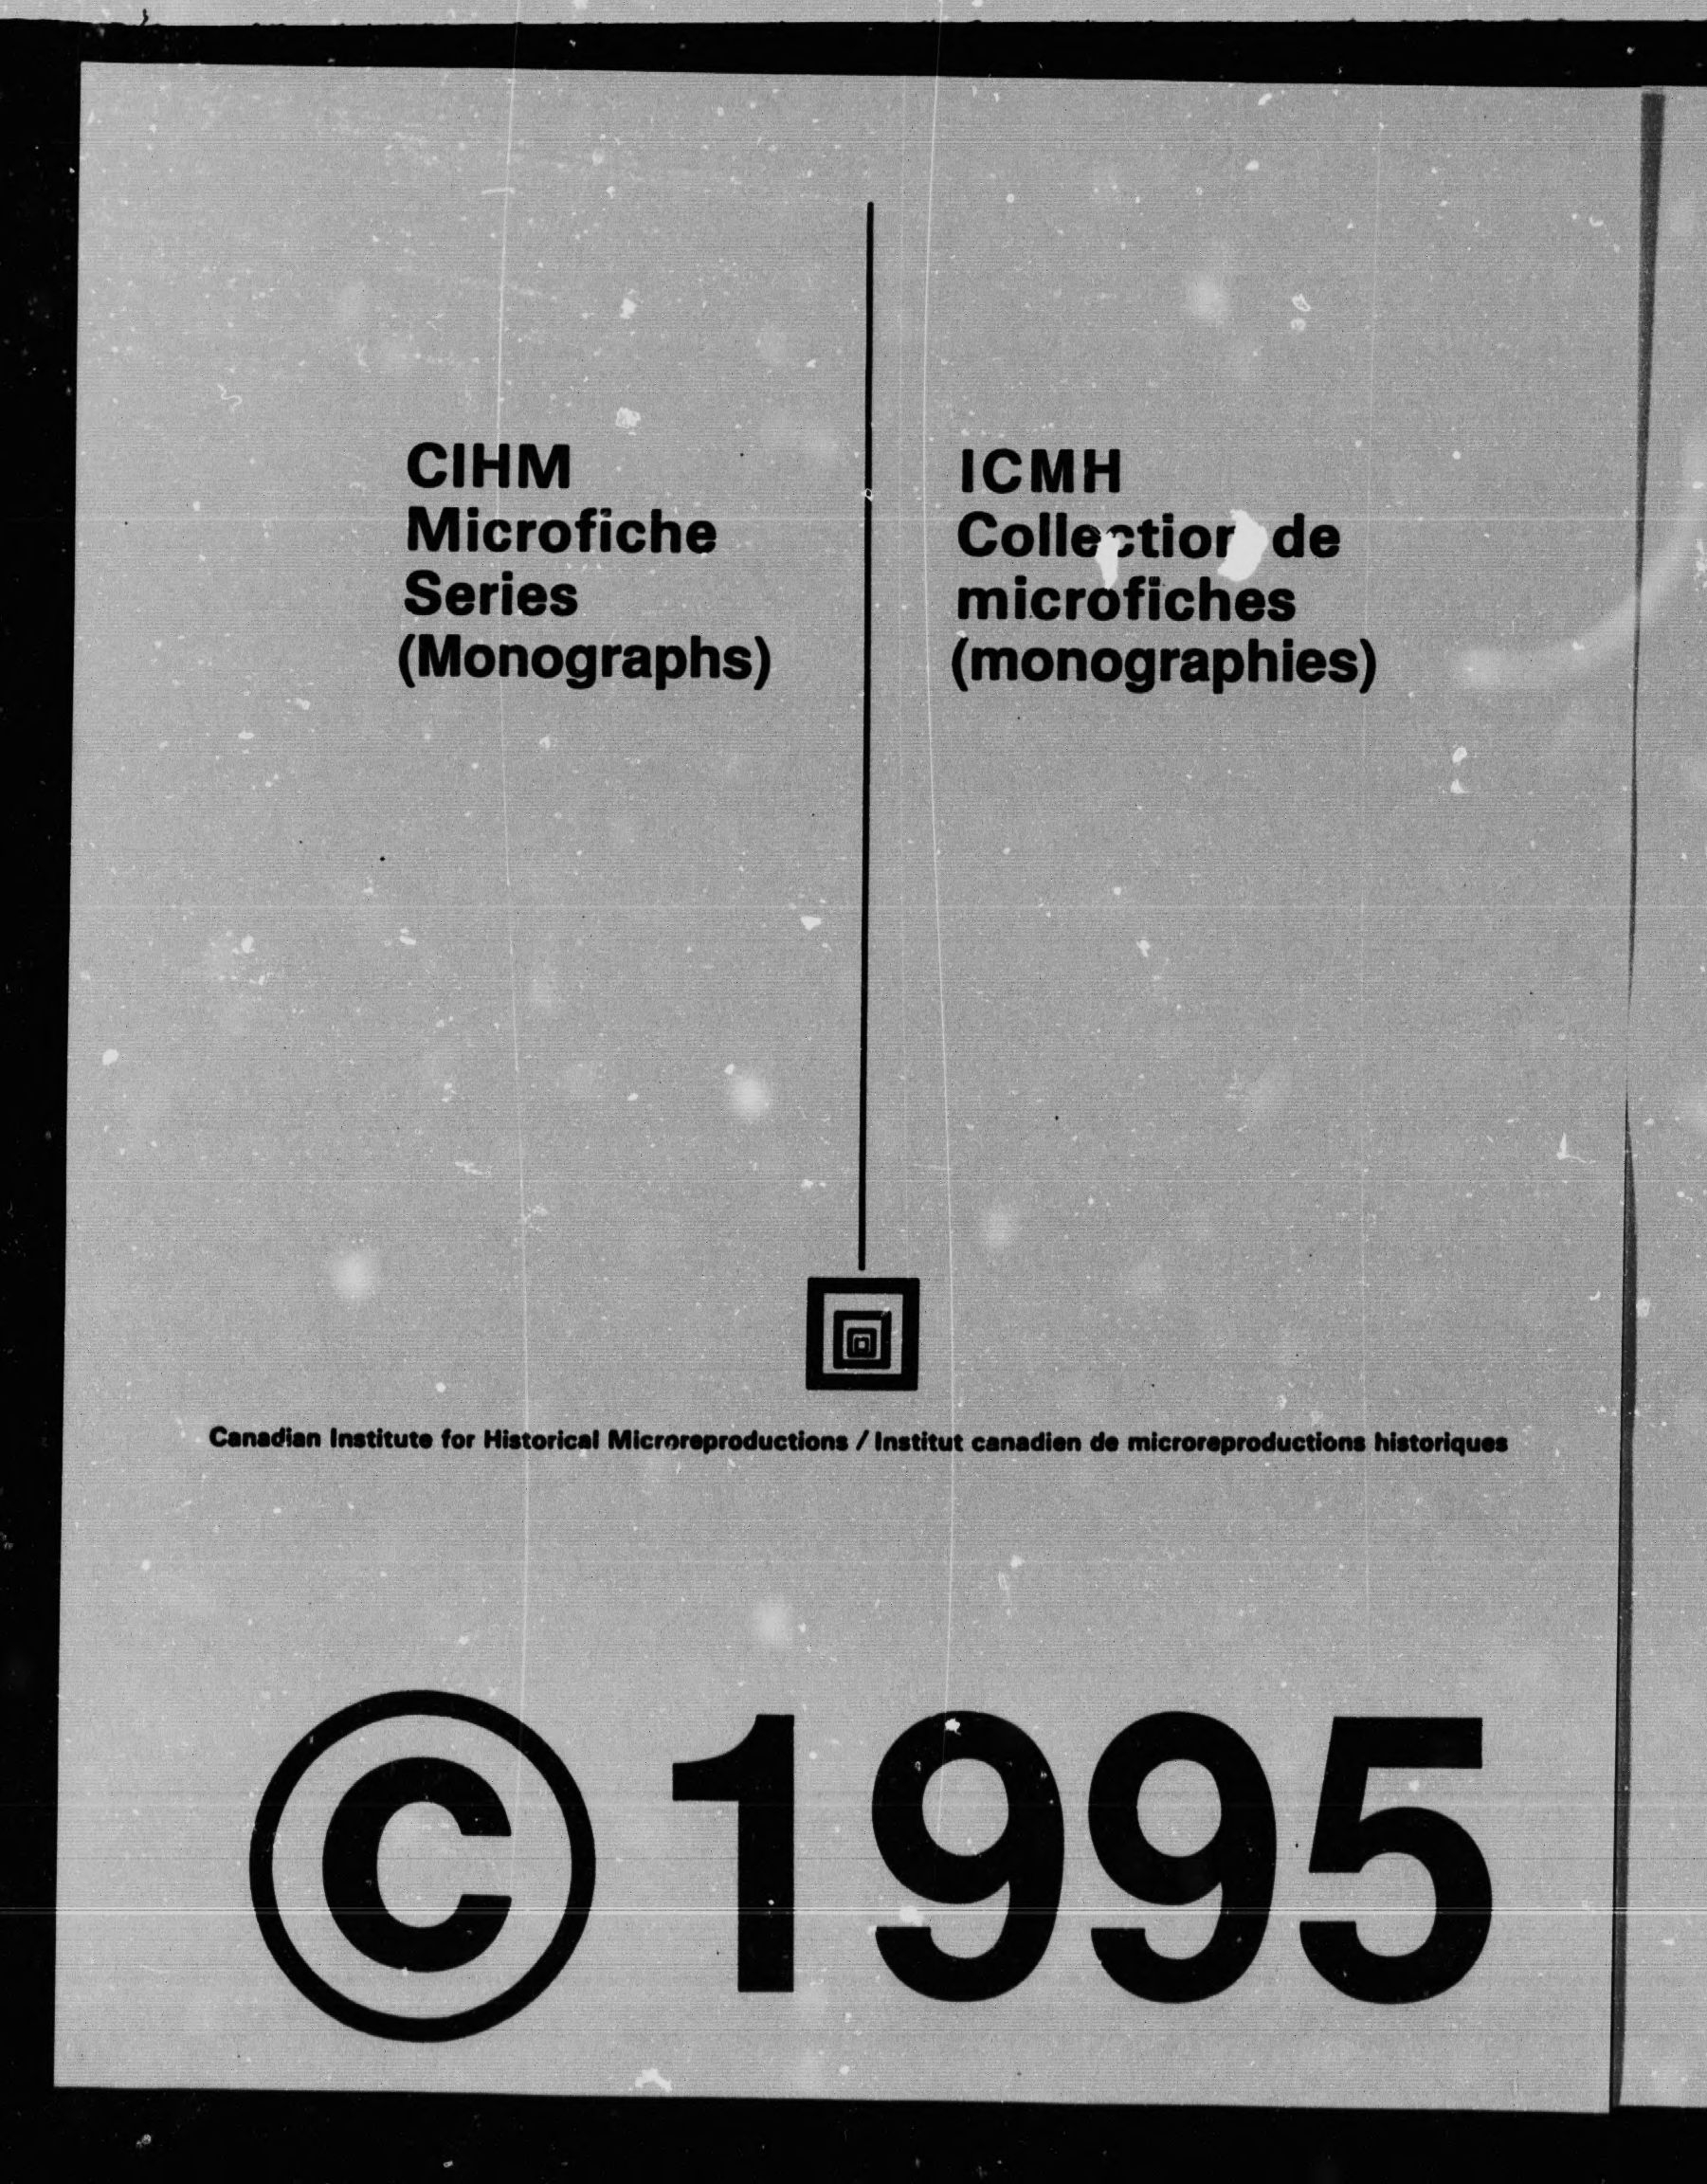 CIHM
Microfiche
Series
(Monographs)
ICMH
Collection de
microfiches
(monographies)
Canadian Institute for Historical Microreproductions / Institut canadien de microreproductions historiques
© 1995